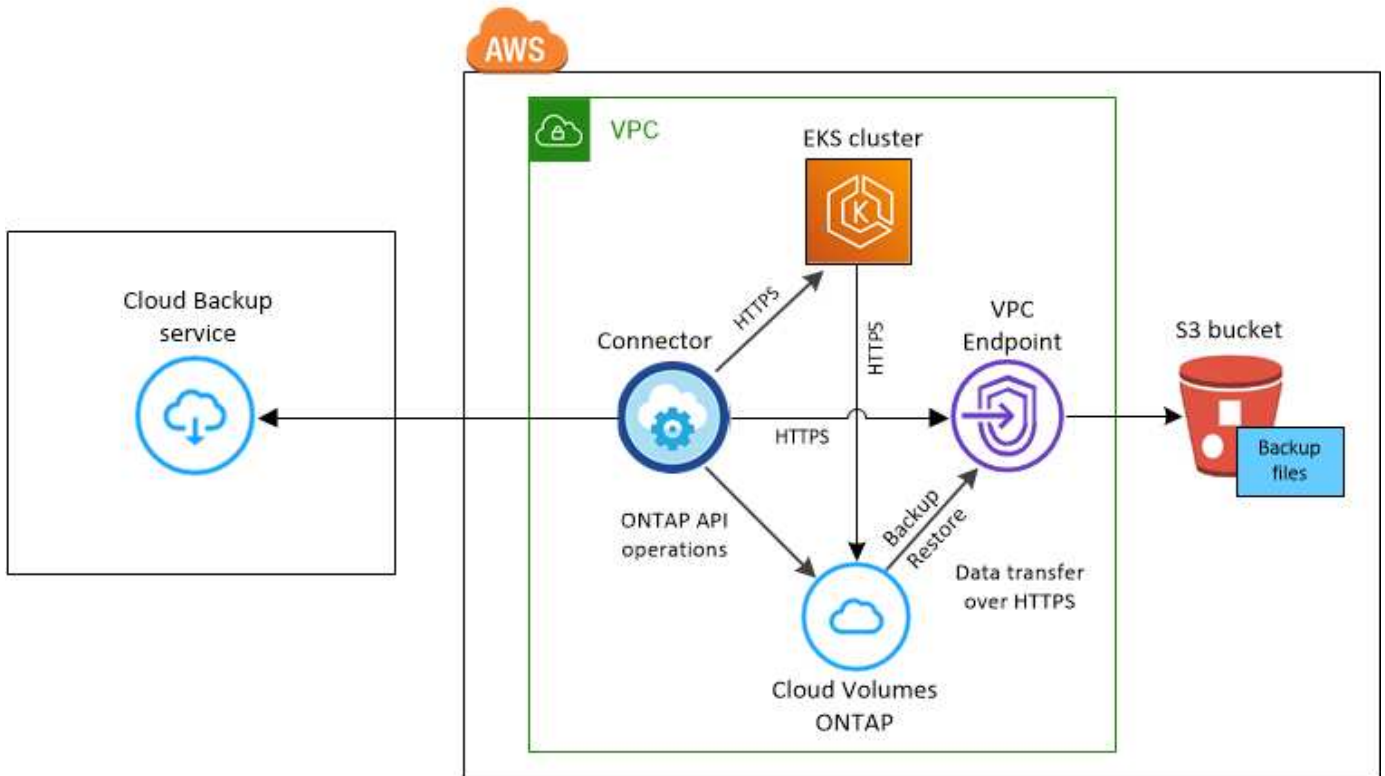 AWS
VPC
EKS cluster
K
Cloud Backup
service
Connector
HTTPS
HTTPS
HTTPS
VPC
Endpoint
S3 bucket
Backup
files
ONTAP API
operations
Backup
Restore
Data transfer
over HTTPS
Cloud Volumes
ONTAP